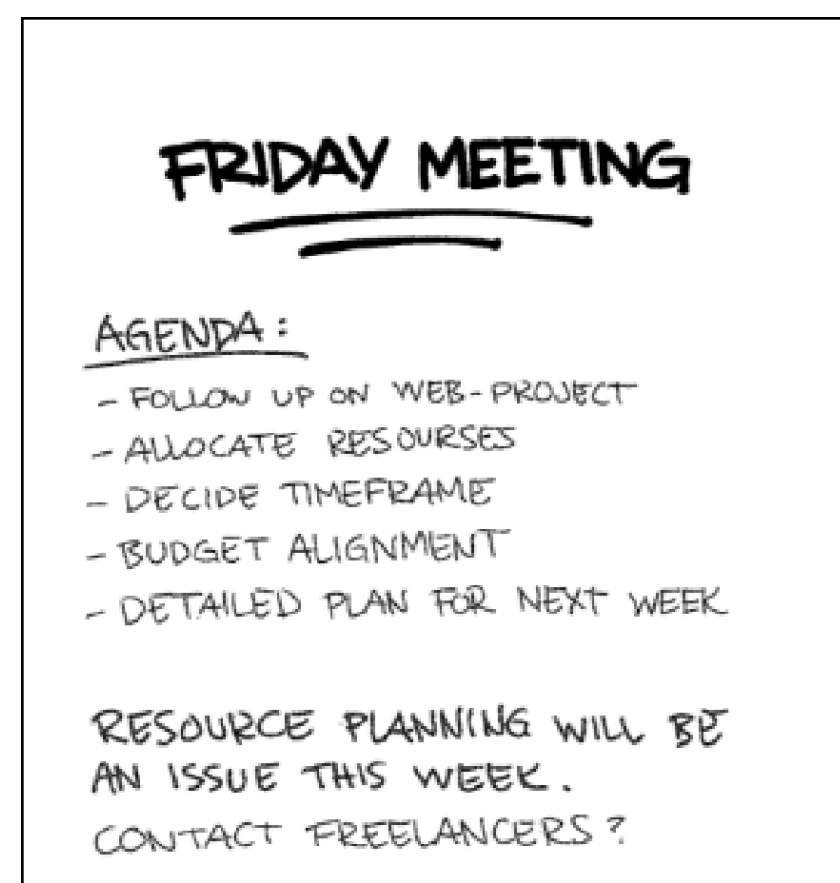 FRIDAY MEETING
AGENDA:
- FOLLOW UP ON WEB-PROJECT
- ALLOCATE RESOURSES
- DECIDE TIMEFRAME
- BUDGET ALIGNMENT
- DETAILED PLAN FOR NEXT WEEK
RESOURCE PLANNING WILL BE
AN ISSUE THIS WEEK.
CONTACT FREELANCERS?